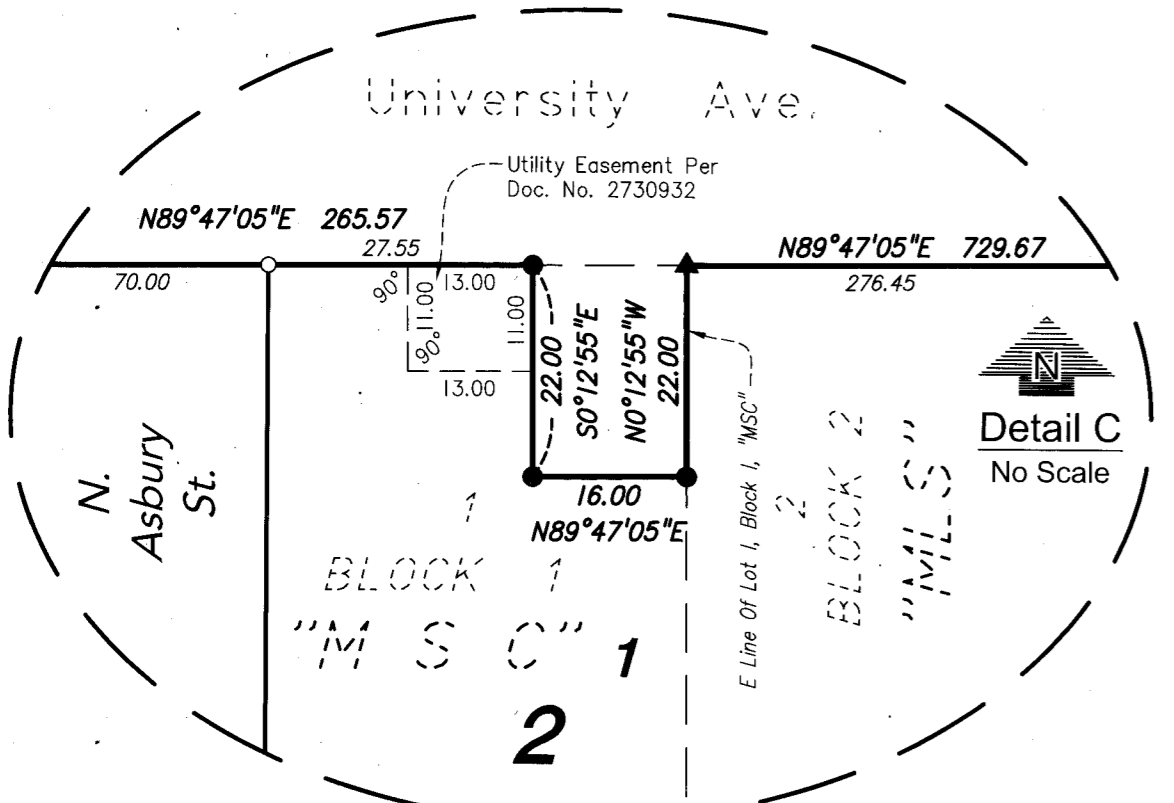 University Ave.
Utility Easement Per
Doc. No. 2730932
N89°47'05"E 265.57
27.55
70.00
13.00
90°
11.00
90°
13.00
11.00
22.00
S0°12'55"E
N0°12'55"W
22.00
16.00
N89°47'05"E
N89°47'05"E 729.67
276.45
N
Detail C
No Scale
N.
Asbury
St.
1
BLOCK 1
"M S C"
1
2
E Line Of Lot 1, Block 1, "MSC"
2
BLOCK 2
"MLS"